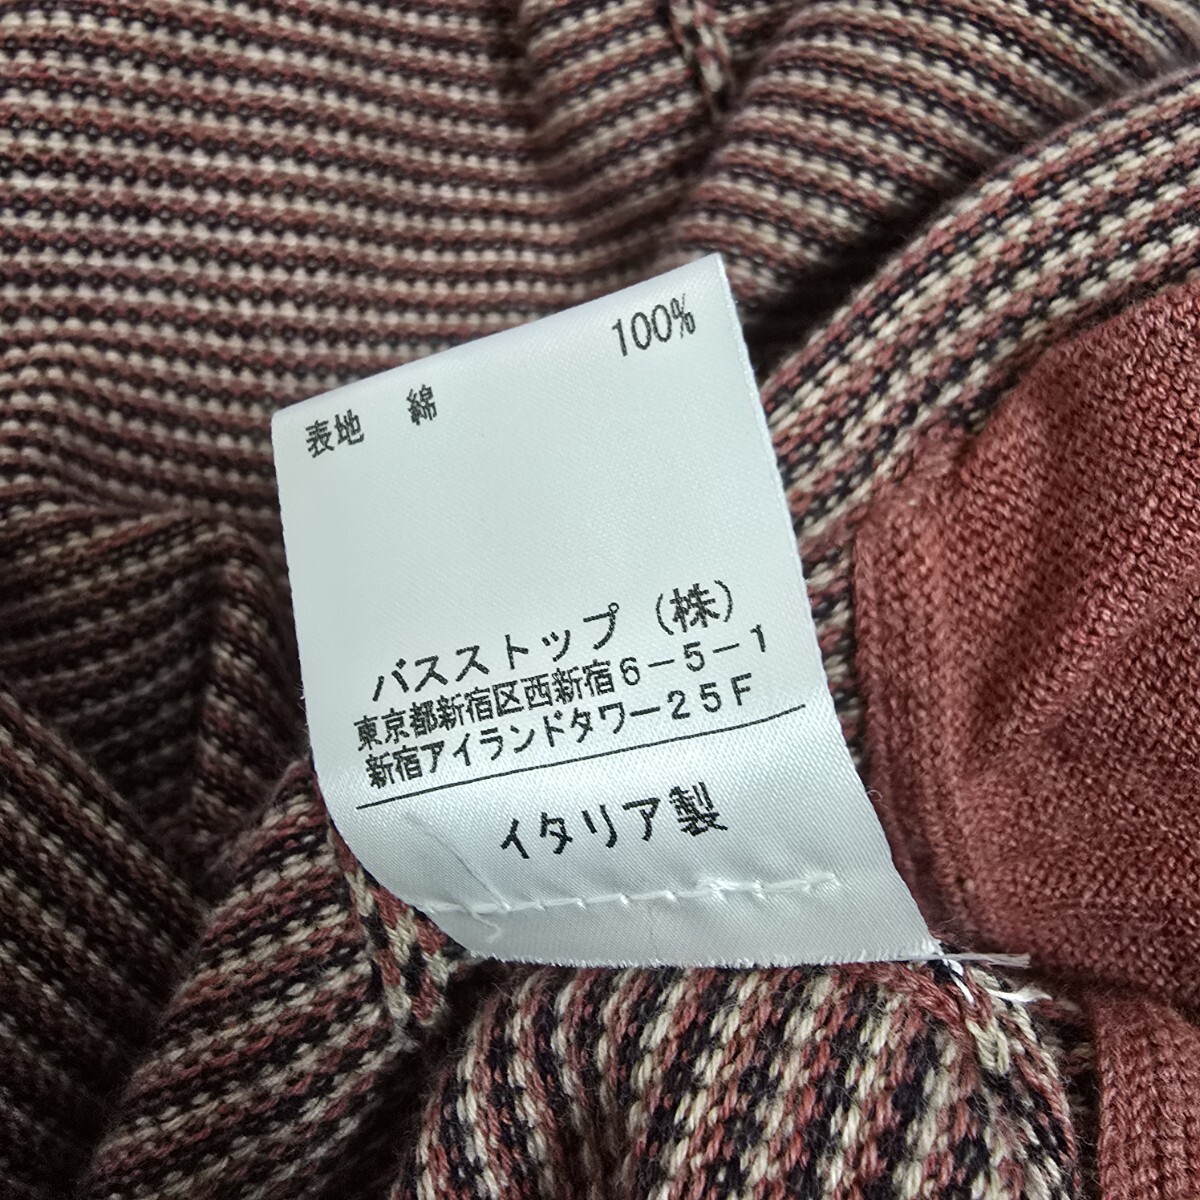 表地 綿 100%
バスストップ(株)
東京都新宿区西新宿6-5-1
新宿アイランドタワー25F
イタリア製